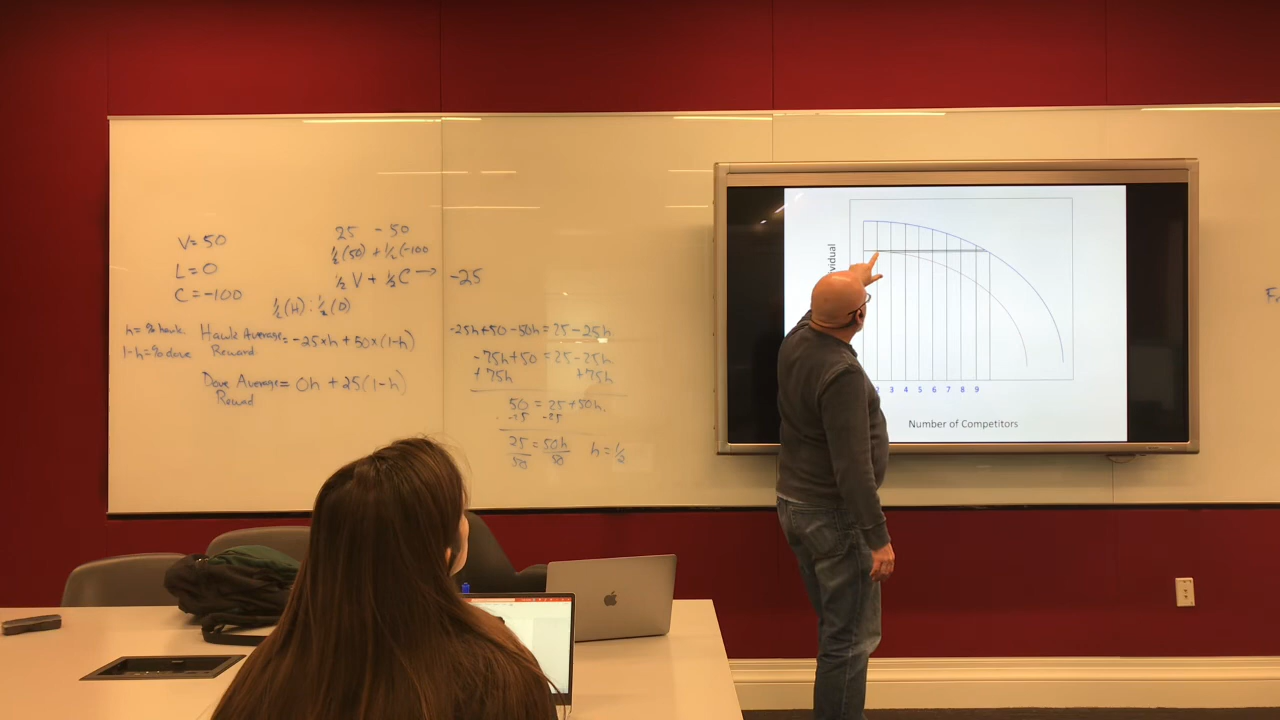 V=50
L=0
C=-100
25 -50
½(50)+½(-100
½V+½C→ -25
½(H):½(D)
h=% hawk.
1-h=% dove
Hawk Average Reward = -25×h+50×(1-h)
Dove Average Reward = 0h+25(1-h)
-25h+50-50h=25-25h
-75h+50=25-25h
+75h +75h
50=25+50h.
-25 -25
25/50=50h/50 h=½
vidual
2 3 4 5 6 7 8 9
Number of Competitors
F